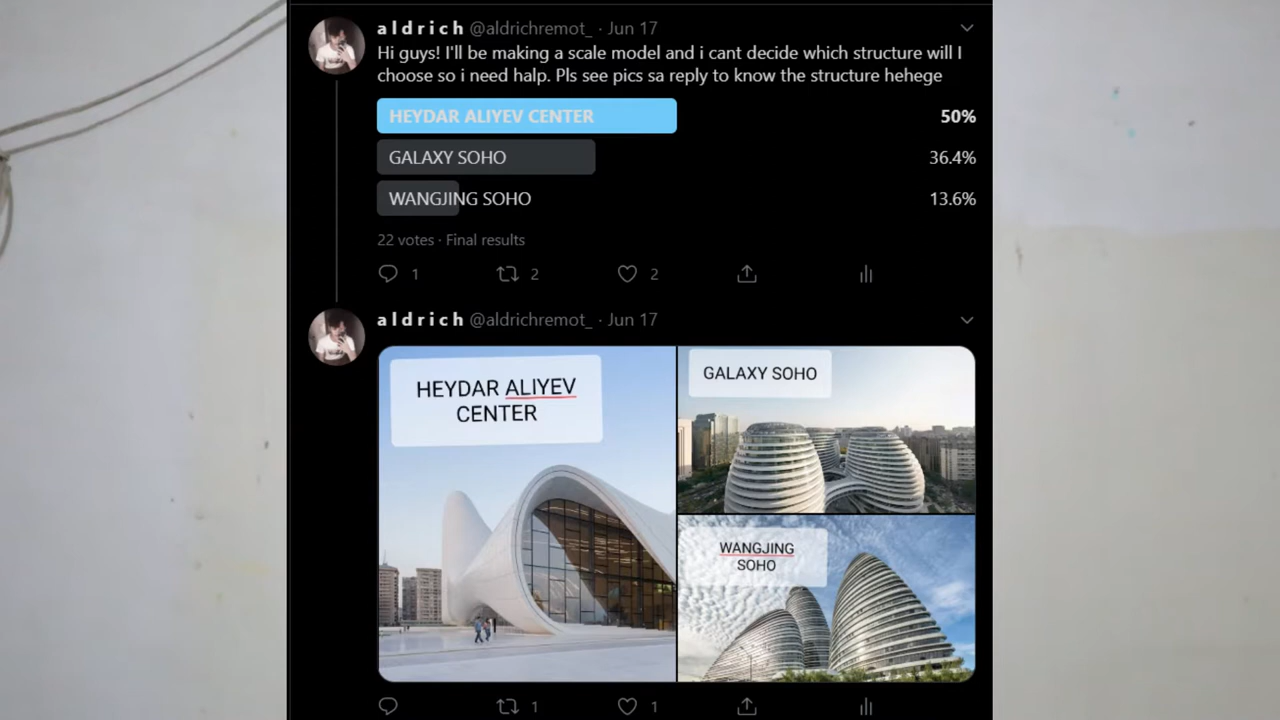 aldrich @aldrichremot_ · Jun 17
Hi guys! I'll be making a scale model and i cant decide which structure will I
choose so i need halp. Pls see pics sa reply to know the structure hehege
HEYDAR ALIYEV CENTER 50%
GALAXY SOHO 36.4%
WANGJING SOHO 13.6%
22 votes · Final results
1 2 2
aldrich @aldrichremot_ · Jun 17
HEYDAR ALIYEV
CENTER
GALAXY SOHO
WANGJING
SOHO
1 1